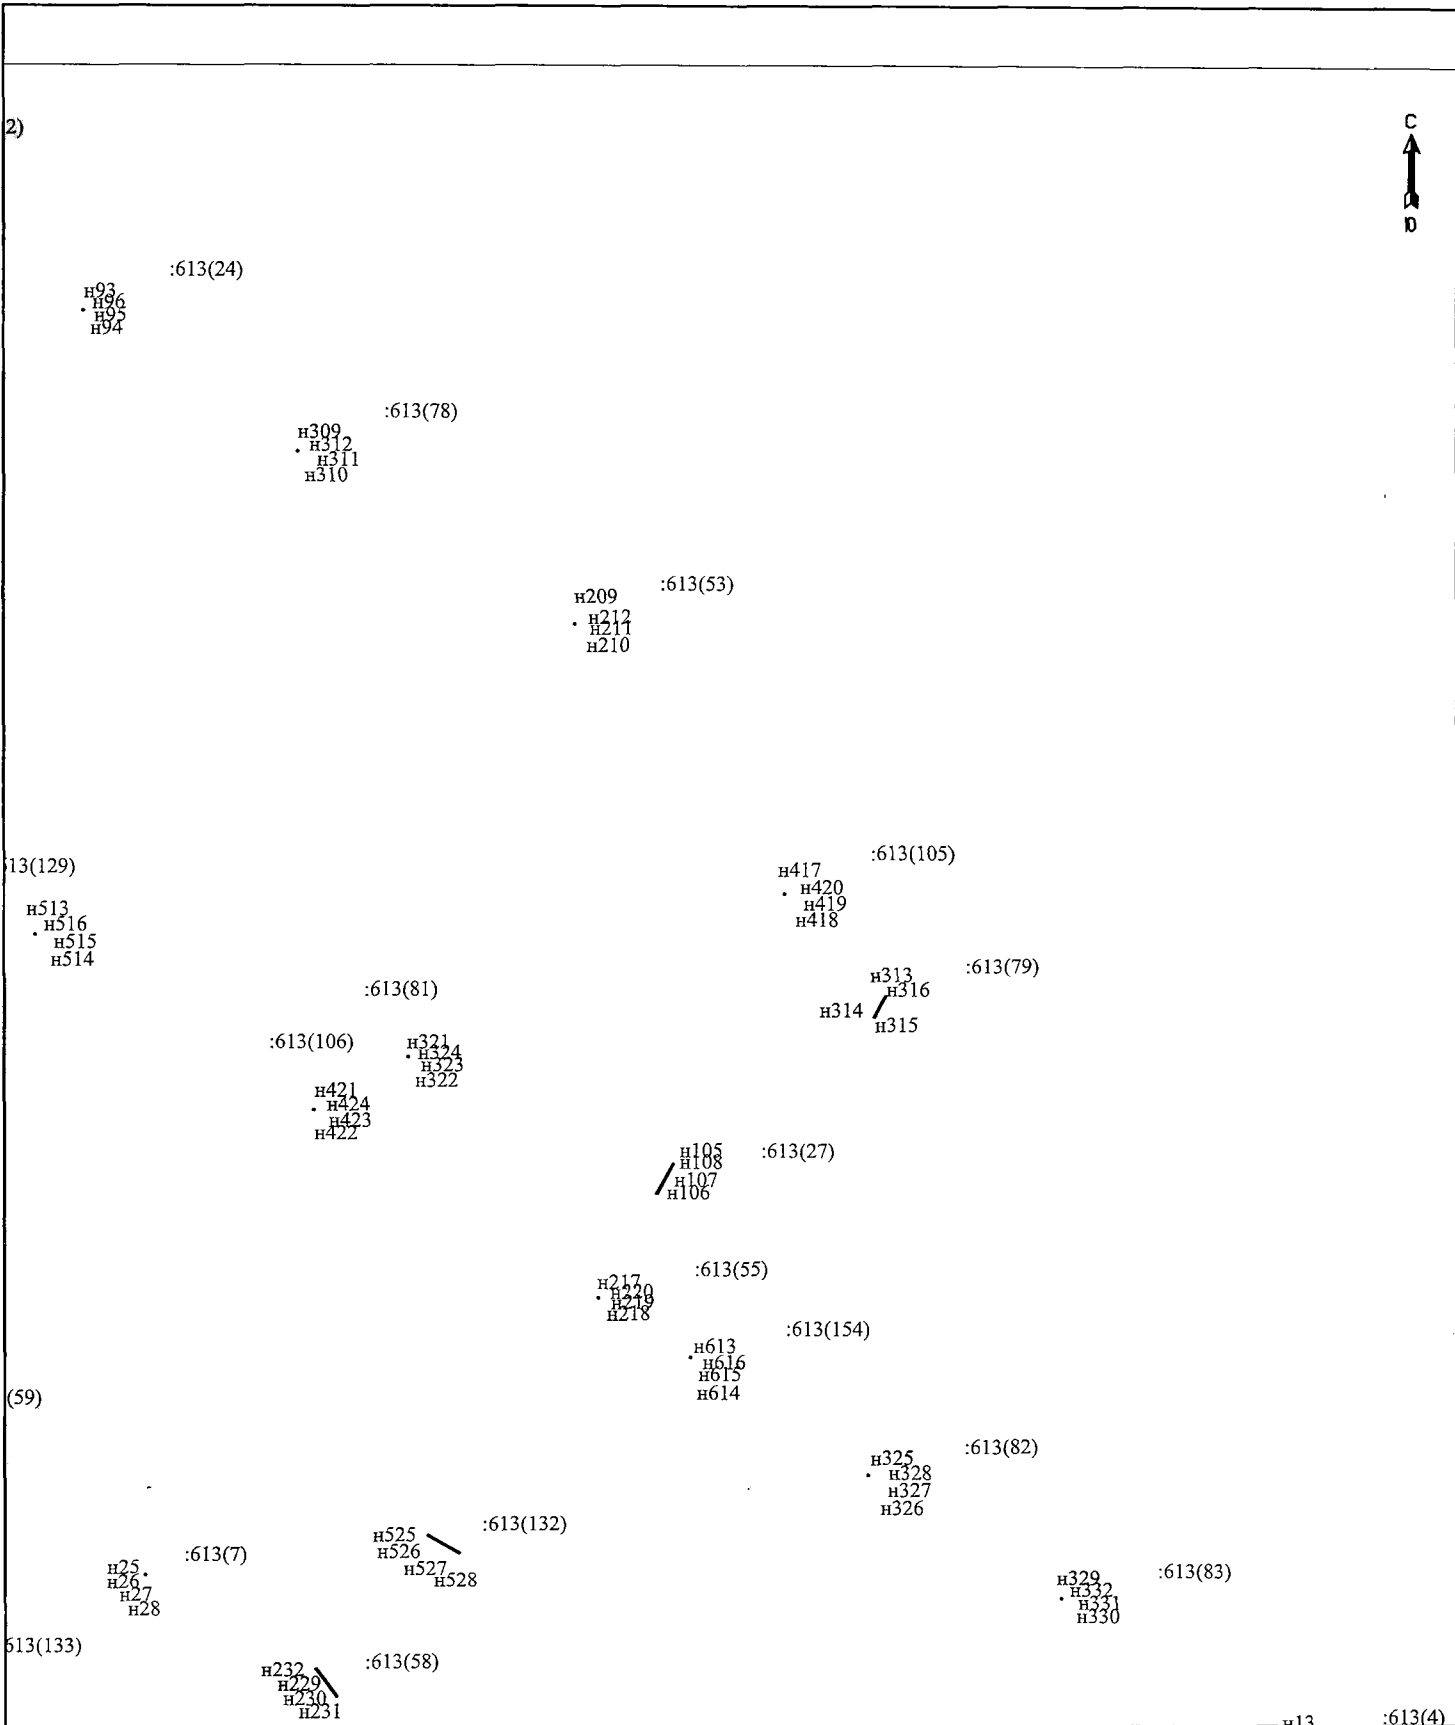 2)
С
Ю
:613(24)
н93
н96
н95
н94
:613(78)
н309
н312
н311
н310
:613(53)
н209
н212
н211
н210
:613(105)
13(129)
н417
н420
н419
н418
н513
н516
н515
н514
:613(79)
н313
н316
н314
н315
:613(81)
:613(106)
н321
н324
н323
н322
н421
н424
н423
н422
:613(27)
н105
н108
н107
н106
:613(55)
н217
н220
н219
н218
:613(154)
н613
н616
н615
н614
(59)
:613(82)
н325
н328
н327
н326
:613(132)
н525
н526
н527
н528
:613(7)
н25
н26
н27
н28
:613(83)
н329
н332
н331
н330
613(133)
:613(58)
н232
н229
н230
н231
н13
:613(4)